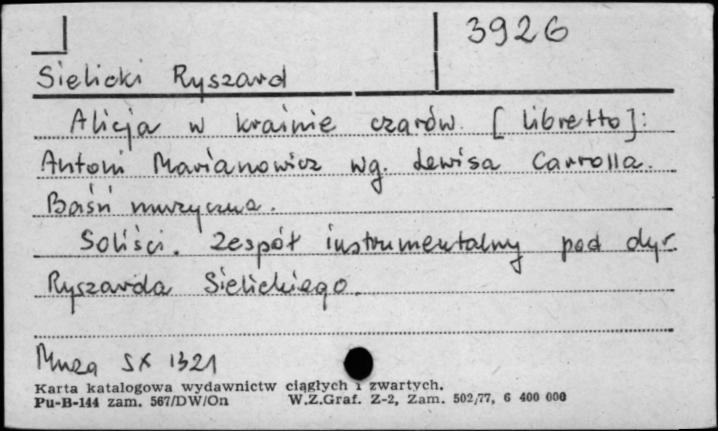 3926
Sielicki Ryszard
Alicja w krainie czarów. [libretto]:
Antoni Marianowicz wg. Lewisa Carrolla.
Baśń muzyczna.
Soliści. Zespół instrumentalny pod dyr.
Ryszarda Sielickiego.
Muza SX 1321
Karta katalogowa wydawnictw ciągłych i zwartych.
Pu-B-144 zam. 567/DW/On W.Z.Graf. Z-2, Zam. 502/77, 6 400 000